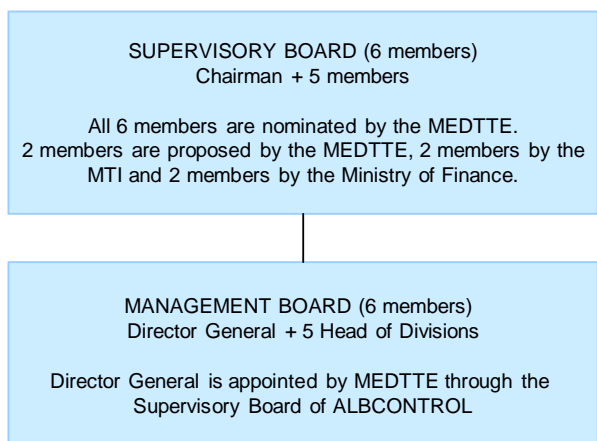 SUPERVISORY BOARD (6 members)
Chairman + 5 members
All 6 members are nominated by the MEDTTE.
2 members are proposed by the MEDTTE, 2 members by the
MTI and 2 members by the Ministry of Finance.
MANAGEMENT BOARD (6 members)
Director General + 5 Head of Divisions
Director General is appointed by MEDTTE through the
Supervisory Board of ALBCONTROL